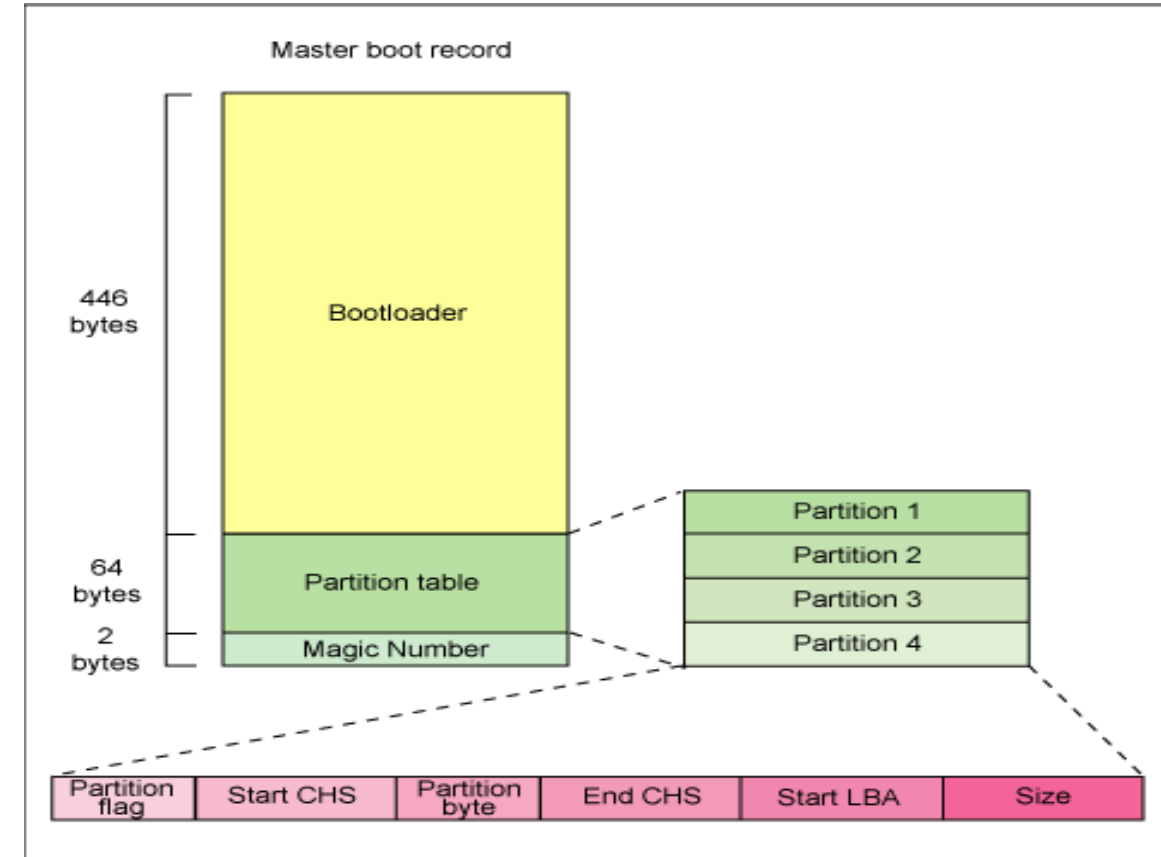 Master boot record
446
bytes
Bootloader
64
bytes
Partition table
2
bytes
Magic Number
Partition 1
Partition 2
Partition 3
Partition 4
Partition
flag
Start CHS
Partition
byte
End CHS
Start LBA
Size